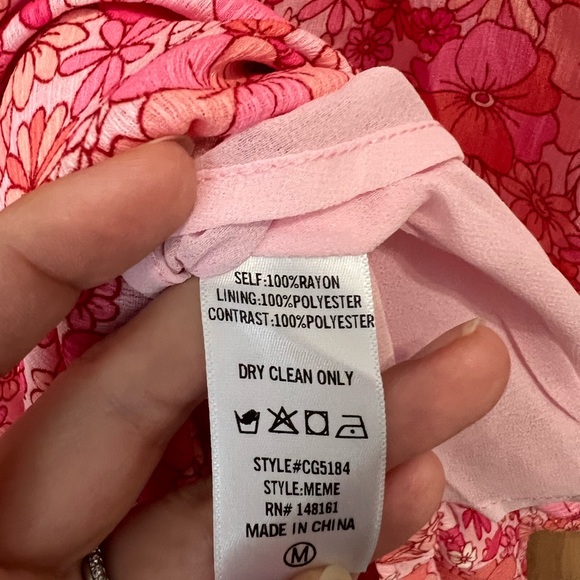 SELF:100%RAYON
LINING:100%POLYESTER
CONTRAST:100%POLYESTER
DRY CLEAN ONLY
STYLE#CG5184
STYLE:MEME
RN# 148161
MADE IN CHINA
M